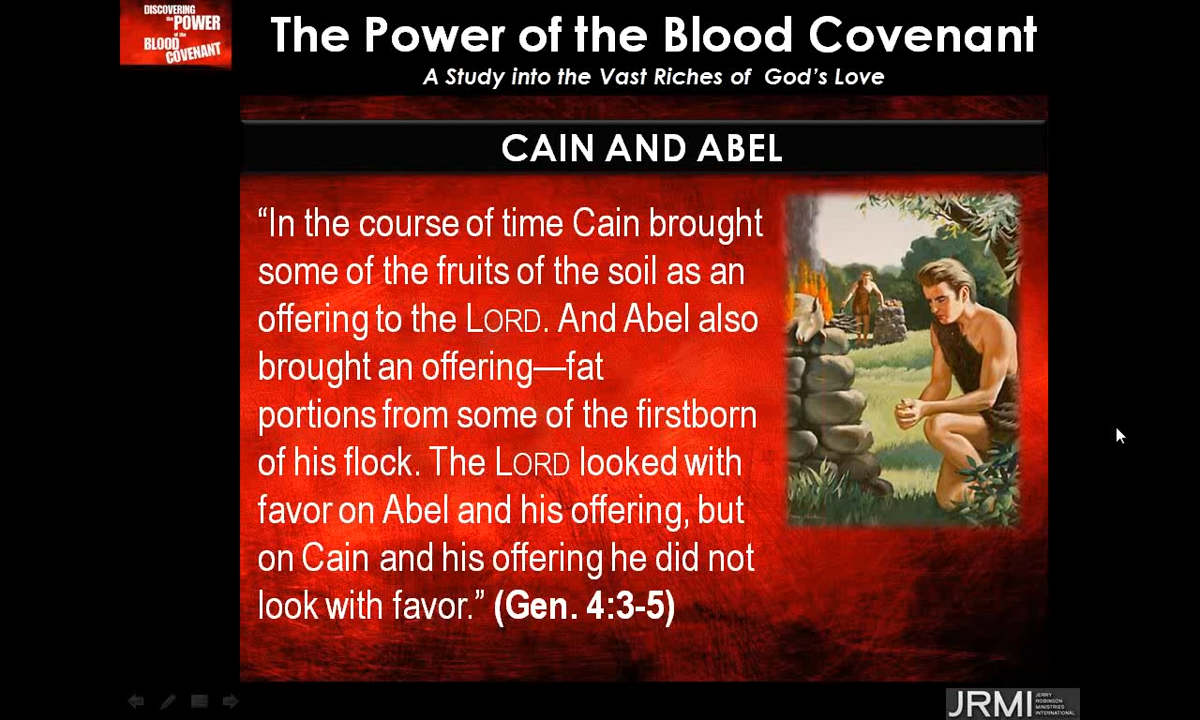 DISCOVERING
the POWER
of the
BLOOD
COVENANT
The Power of the Blood Covenant
A Study into the Vast Riches of God's Love
CAIN AND ABEL
“In the course of time Cain brought
some of the fruits of the soil as an
offering to the LORD. And Abel also
brought an offering—fat
portions from some of the firstborn
of his flock. The LORD looked with
favor on Abel and his offering, but
on Cain and his offering he did not
look with favor.” (Gen. 4:3-5)
JRMI
JERRY
ROBINSON
MINISTRIES
INTERNATIONAL